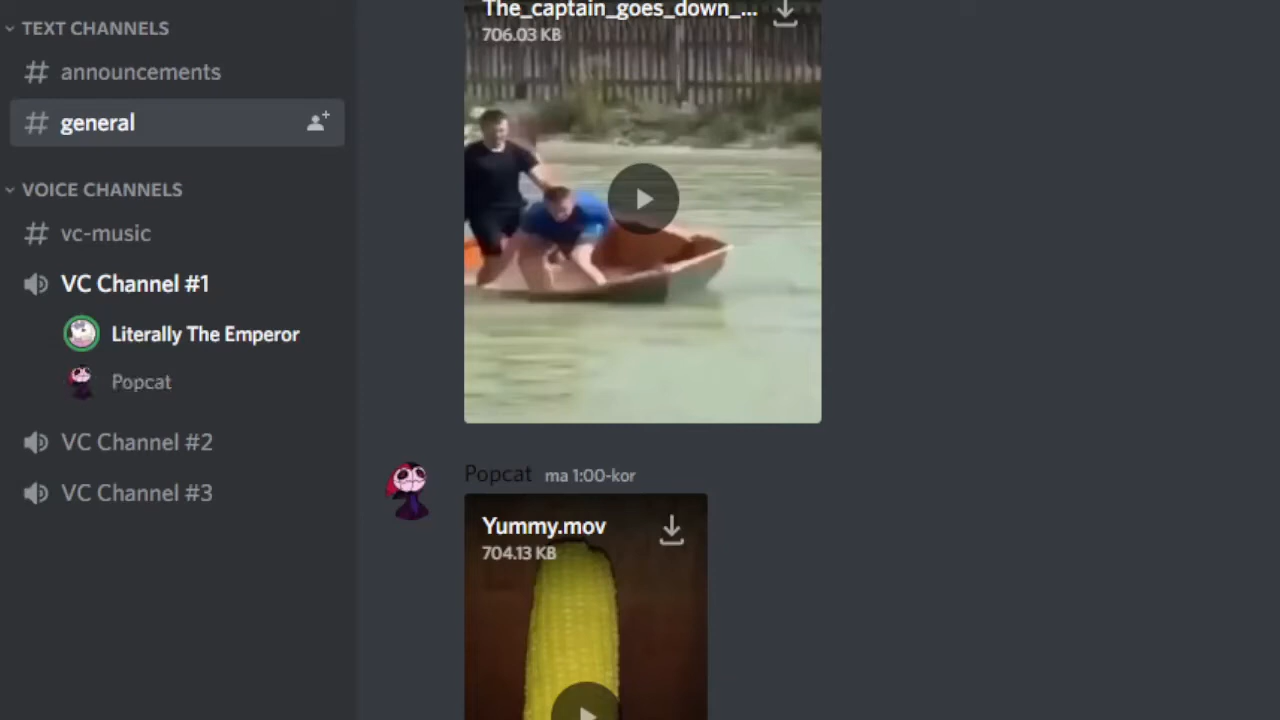 TEXT CHANNELS
# announcements
# general
VOICE CHANNELS
# vc-music
VC Channel #1
Literally The Emperor
Popcat
VC Channel #2
VC Channel #3
The_captain_goes_down_...
706.03 KB
Popcat ma 1:00-kor
Yummy.mov
704.13 KB